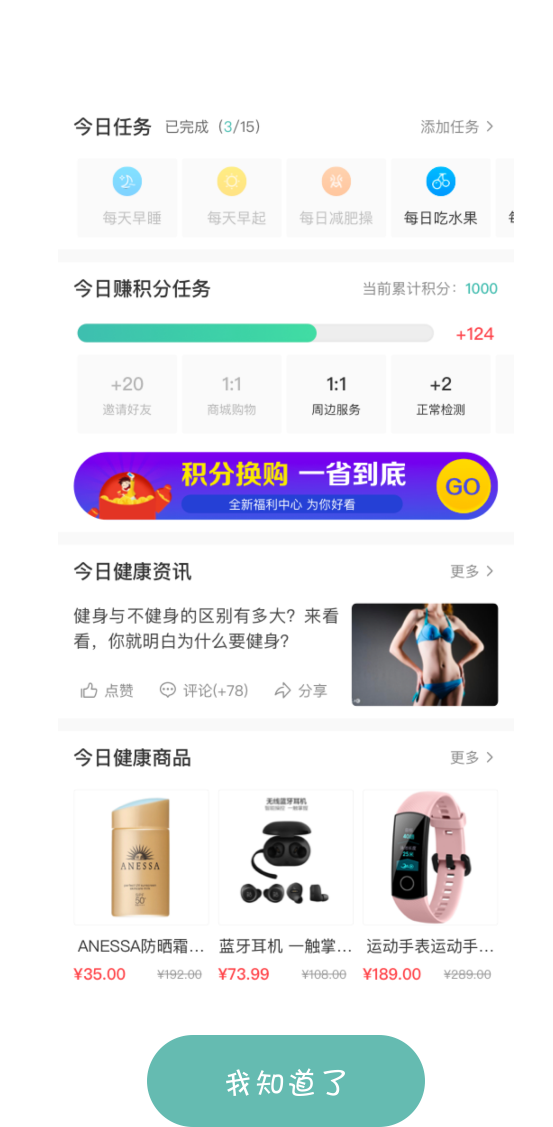 今日任务 已完成（3/15） 添加任务
每天早睡 每天早起 每日减肥操 每日吃水果
今日赚积分任务 当前累计积分：1000
+124
+20 1:1 1:1 +2
邀请好友 商城购物 周边服务 正常检测
积分换购 一省到底
全新福利中心 为你好看
GO
今日健康资讯 更多
健身与不健身的区别有多大？来看
看，你就明白为什么要健身？
点赞 评论(+78) 分享
今日健康商品 更多
无线蓝牙耳机
ANESSA
50+
ANESSA防晒霜... 蓝牙耳机 一触掌... 运动手表运动手...
¥35.00 ¥192.00 ¥73.99 ¥108.00 ¥189.00 ¥289.00
我知道了